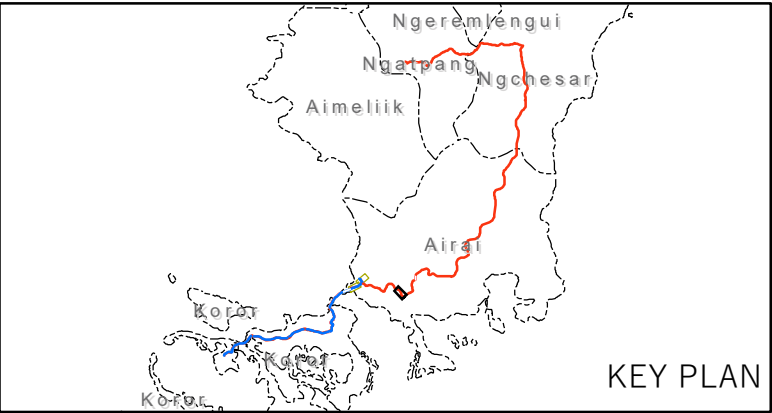 Ngeremlengui
Ngatpang
Ngchesar
Aimeliik
Airai
Koror
Koror
Koror
KEY PLAN